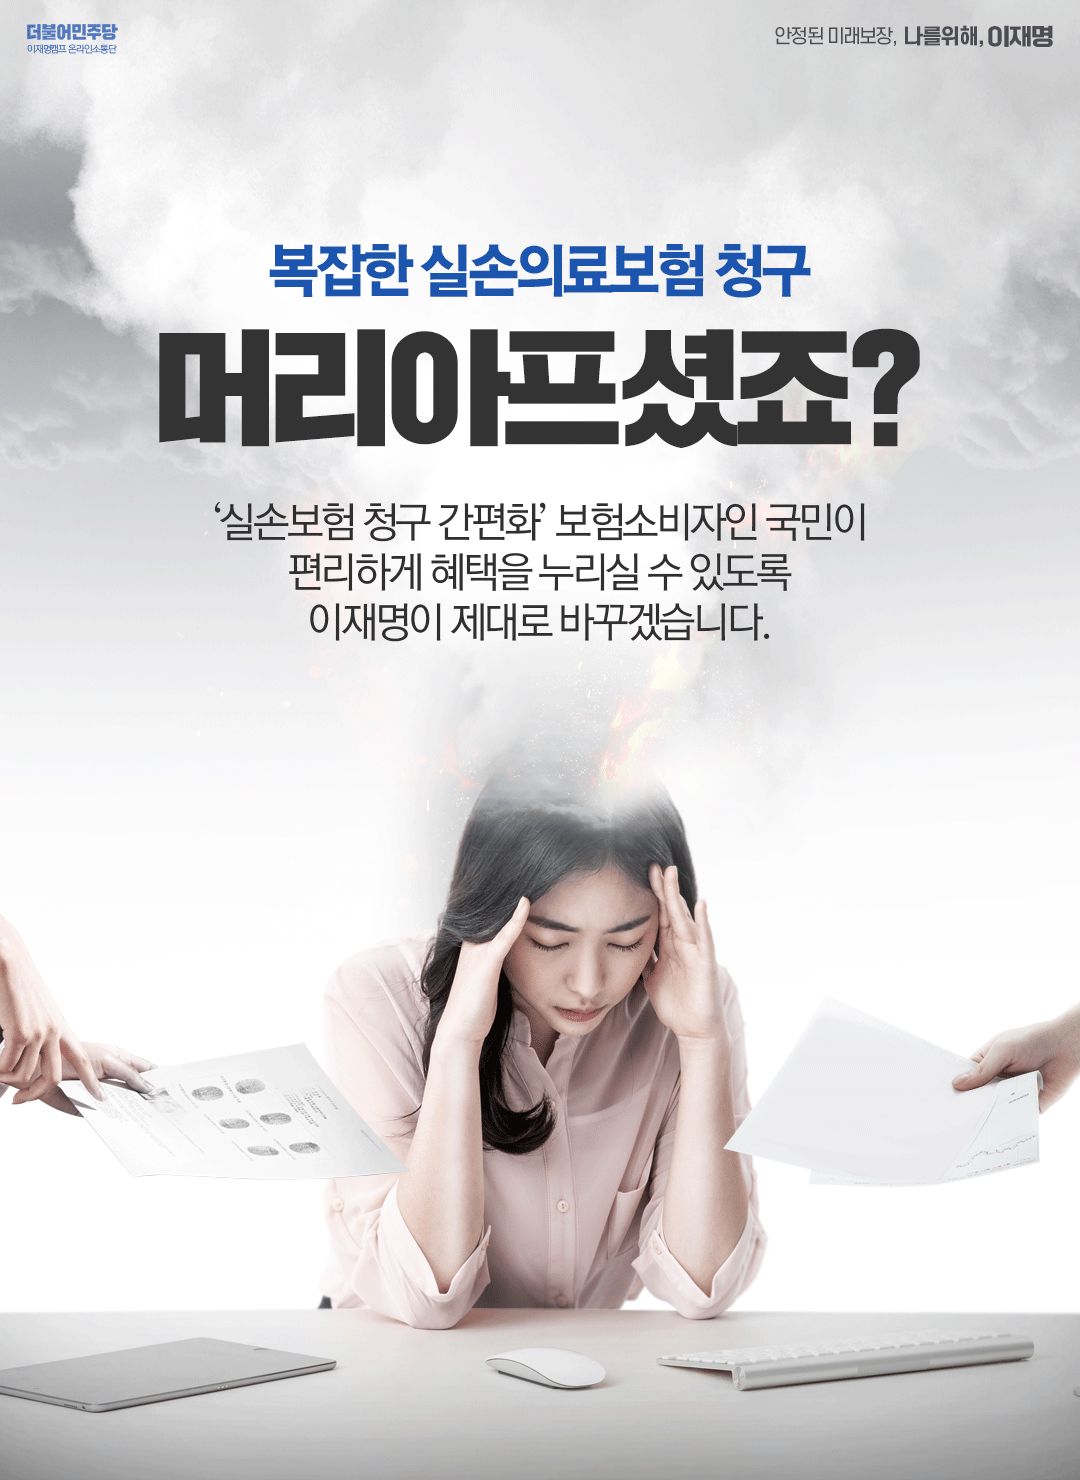 더불어민주당
이재명캠프 온라인소통단
안정된 미래보장, 나를위해, 이재명
복잡한 실손의료보험 청구
머리아프셨죠?
‘실손보험 청구 간편화’ 보험소비자인 국민이
편리하게 혜택을 누리실 수 있도록
이재명이 제대로 바꾸겠습니다.